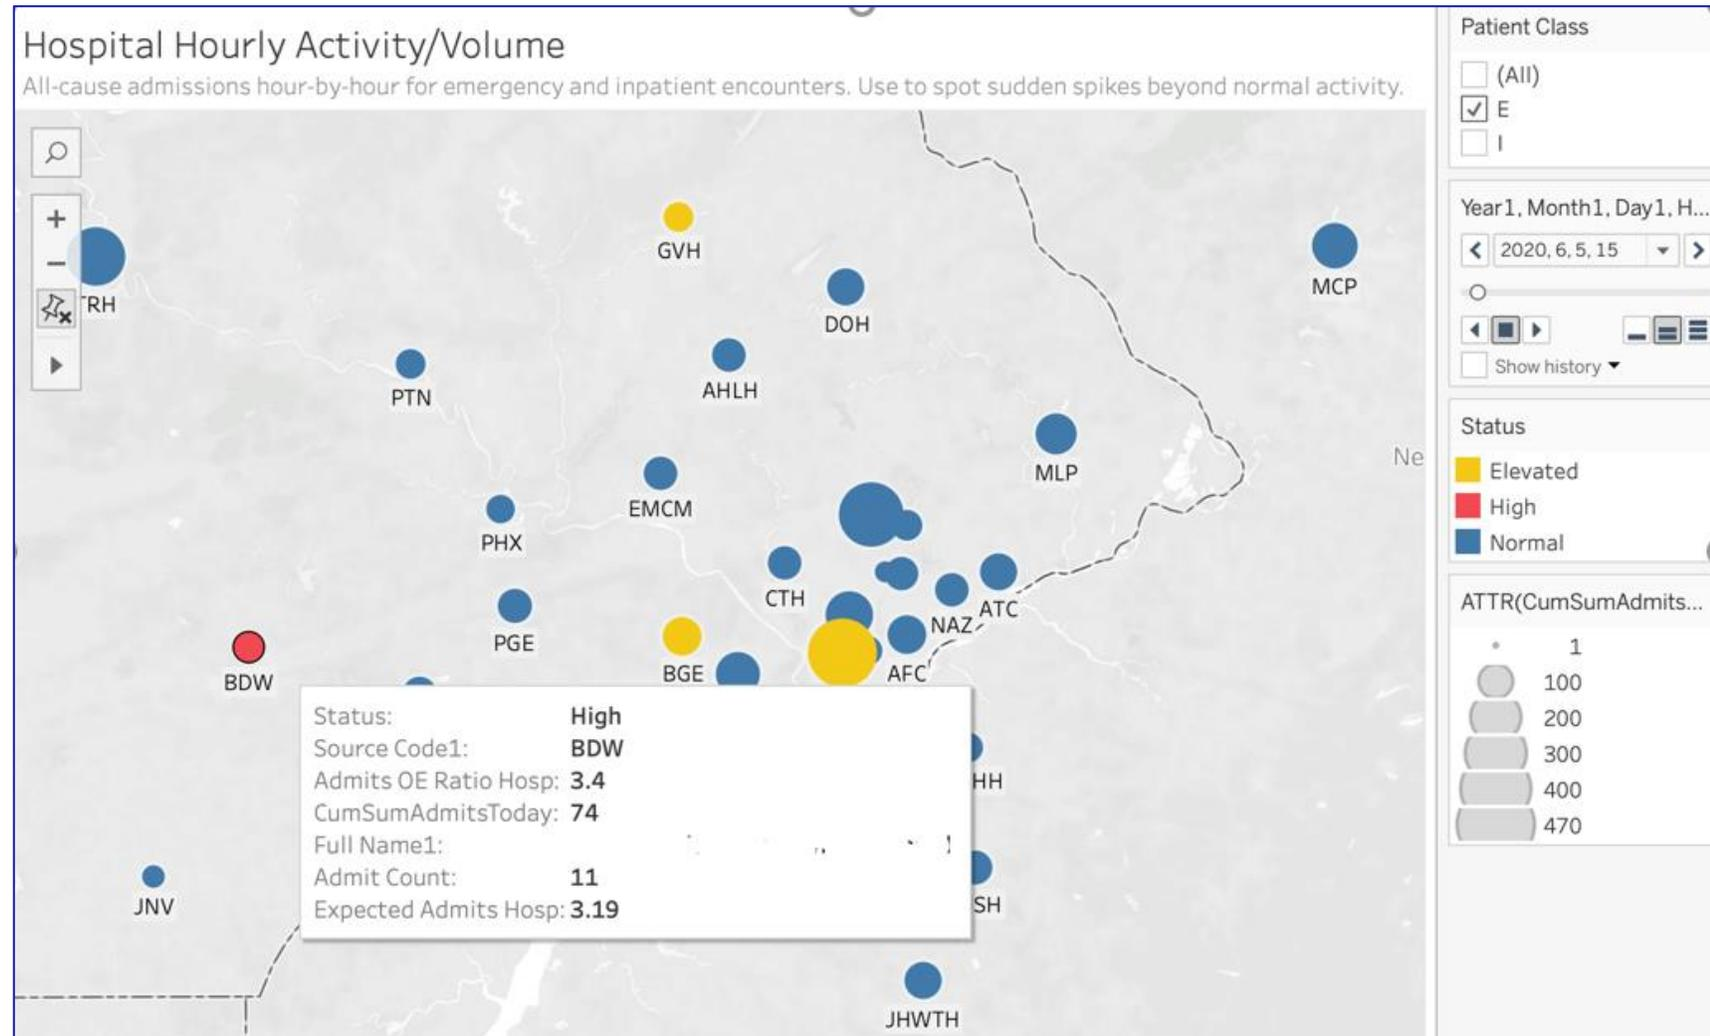 Hospital Hourly Activity/Volume
All-cause admissions hour-by-hour for emergency and inpatient encounters. Use to spot sudden spikes beyond normal activity.
GVH
MCP
TRH
DOH
PTN
AHLH
MLP
Ne
EMCM
PHX
CTH
ATC
NAZ
PGE
BGE
AFC
BDW
Status: High
Source Code1: BDW
Admits OE Ratio Hosp: 3.4
CumSumAdmitsToday: 74
Full Name1:
Admit Count: 11
Expected Admits Hosp: 3.19
HH
SH
JNV
JHWTH
Patient Class
(All)
E
I
Year1, Month1, Day1, H...
2020, 6, 5, 15
Show history
Status
Elevated
High
Normal
ATTR(CumSumAdmits...
1
100
200
300
400
470